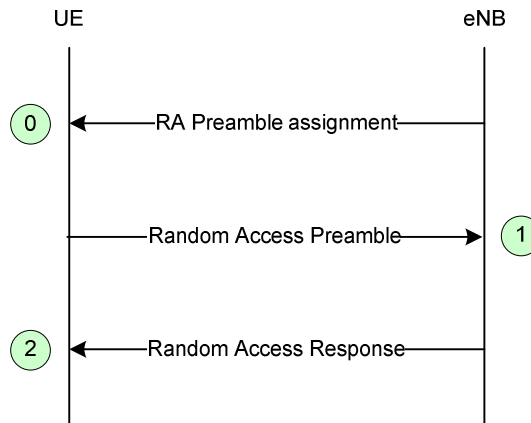 UE eNB
0 RA Preamble assignment
Random Access Preamble 1
2 Random Access Response